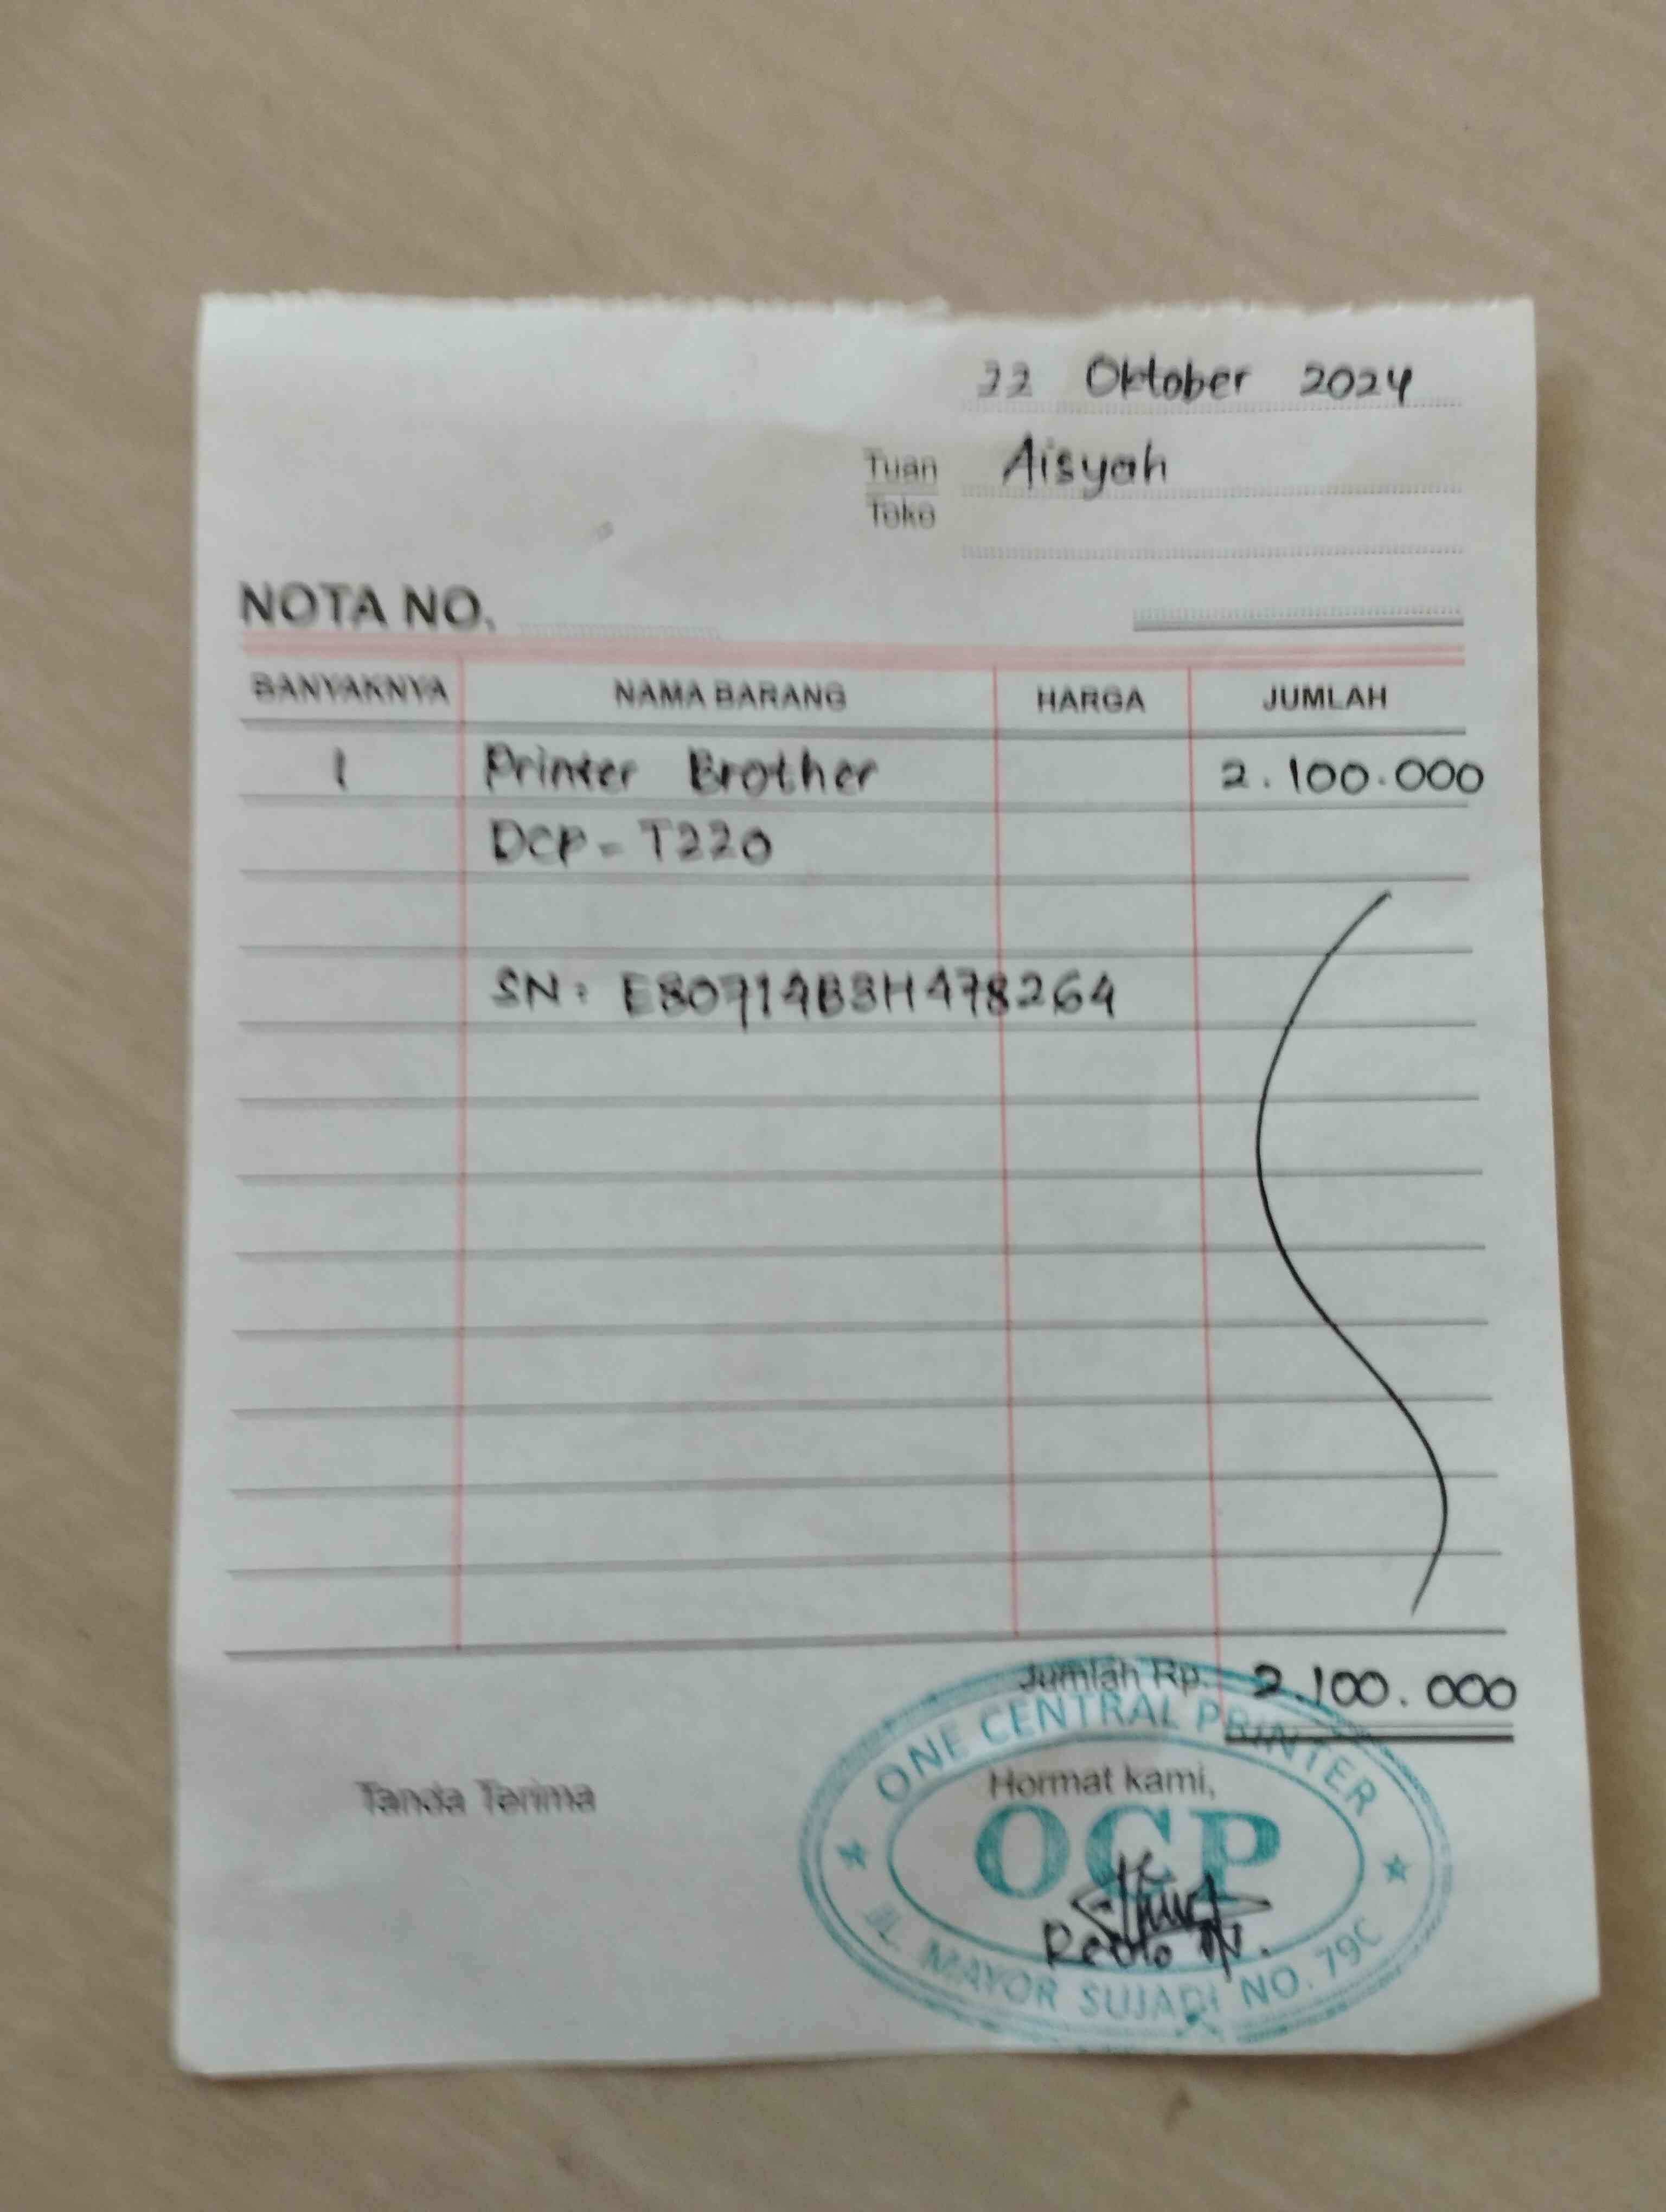 22 Oktober 2024
Tuan Aisyah
Toko
NOTA NO.
BANYAKNYA NAMA BARANG HARGA JUMLAH
1 Printer Brother 2.100.000
DCP - T220
SN: E80714B3H478264
Jumlah Rp. 2.100.000
ONE CENTRAL PRINTER
Tanda Terima Hormat kami,
OCP
JL. MAYOR SUJADI NO. 79C